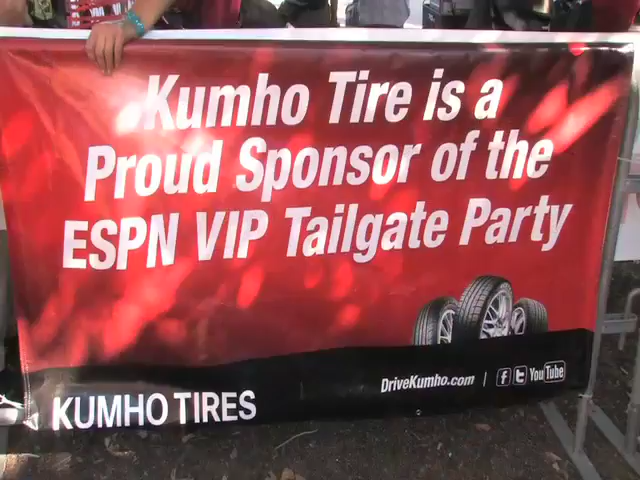 Kumho Tire is a
Proud Sponsor of the
ESPN VIP Tailgate Party
DriveKumho.com | f t YouTube
KUMHO TIRES